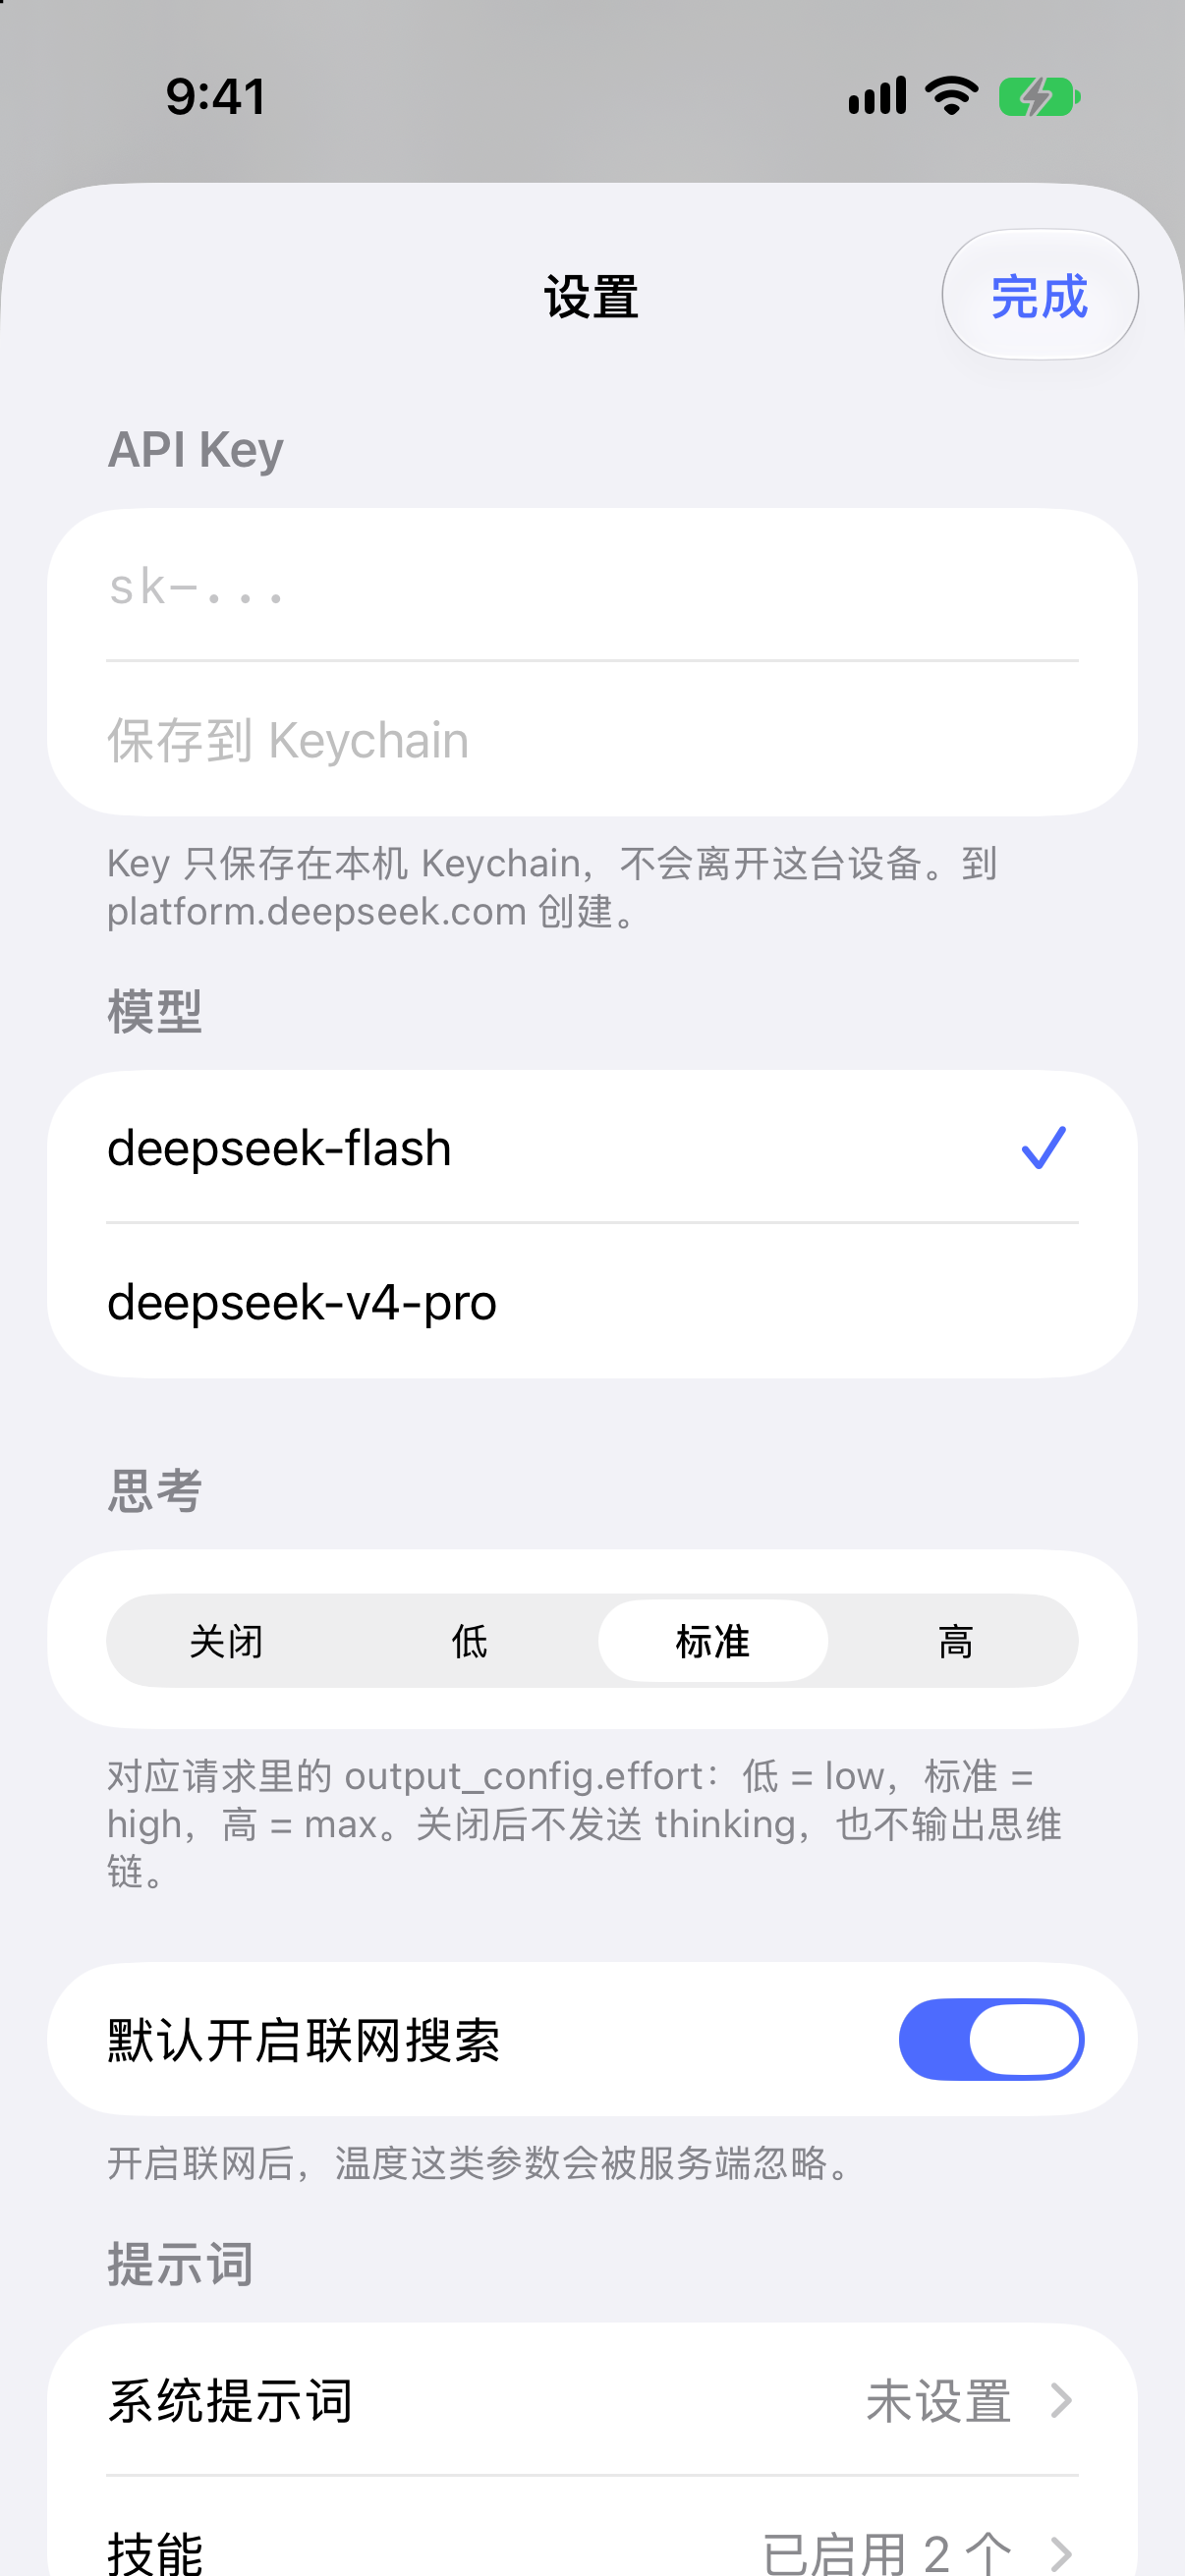 9:41
设置
完成
API Key
sk-...
保存到 Keychain
Key 只保存在本机 Keychain，不会离开这台设备。到
platform.deepseek.com 创建。
模型
deepseek-flash
deepseek-v4-pro
思考
关闭 低 标准 高
对应请求里的 output_config.effort：低 = low，标准 =
high，高 = max。关闭后不发送 thinking，也不输出思维
链。
默认开启联网搜索
开启联网后，温度这类参数会被服务端忽略。
提示词
系统提示词 未设置
技能 已启用 2 个